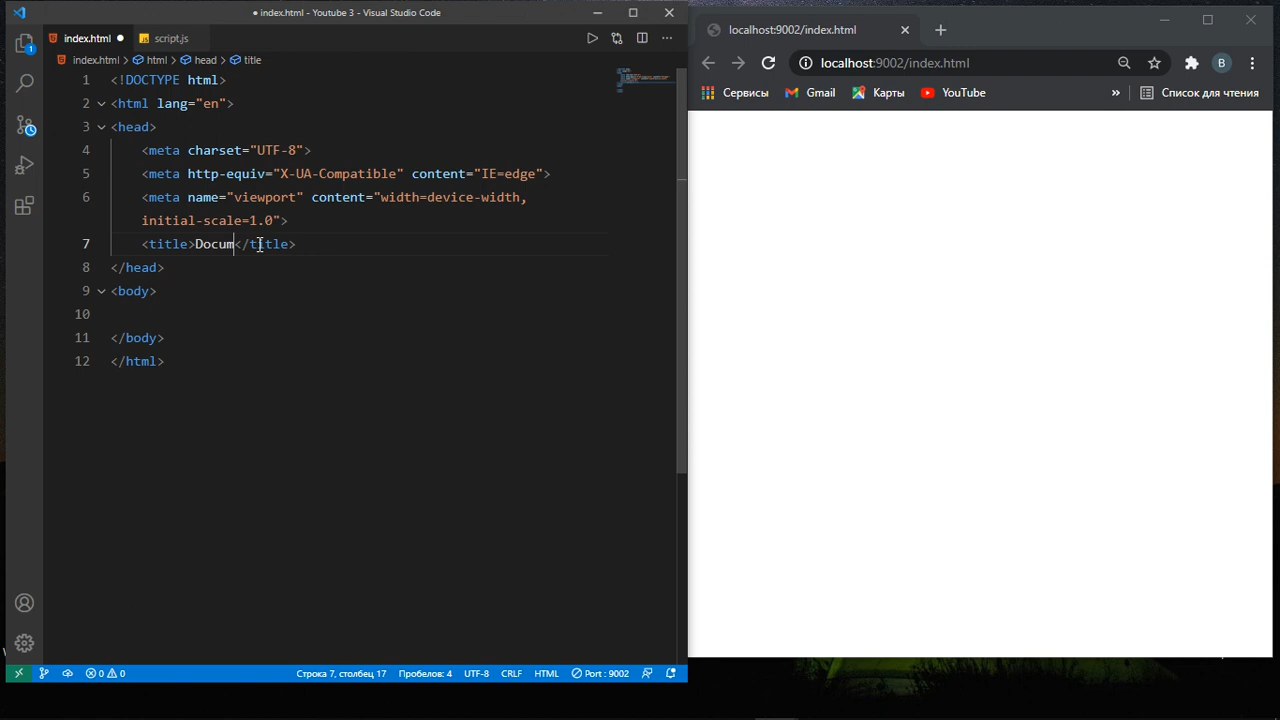 ● index.html - Youtube 3 - Visual Studio Code
index.html ●
script.js
index.html > html > head > title
1 <!DOCTYPE html>
2 <html lang="en">
3 <head>
4 <meta charset="UTF-8">
5 <meta http-equiv="X-UA-Compatible" content="IE=edge">
6 <meta name="viewport" content="width=device-width,
initial-scale=1.0">
7 <title>Docum</title>
8 </head>
9 <body>
10
11 </body>
12 </html>
1
0 0
Строка 7, столбец 17
Пробелов: 4
UTF-8
CRLF
HTML
Port : 9002
localhost:9002/index.html
localhost:9002/index.html
B
Сервисы
Gmail
Карты
YouTube
»
Список для чтения